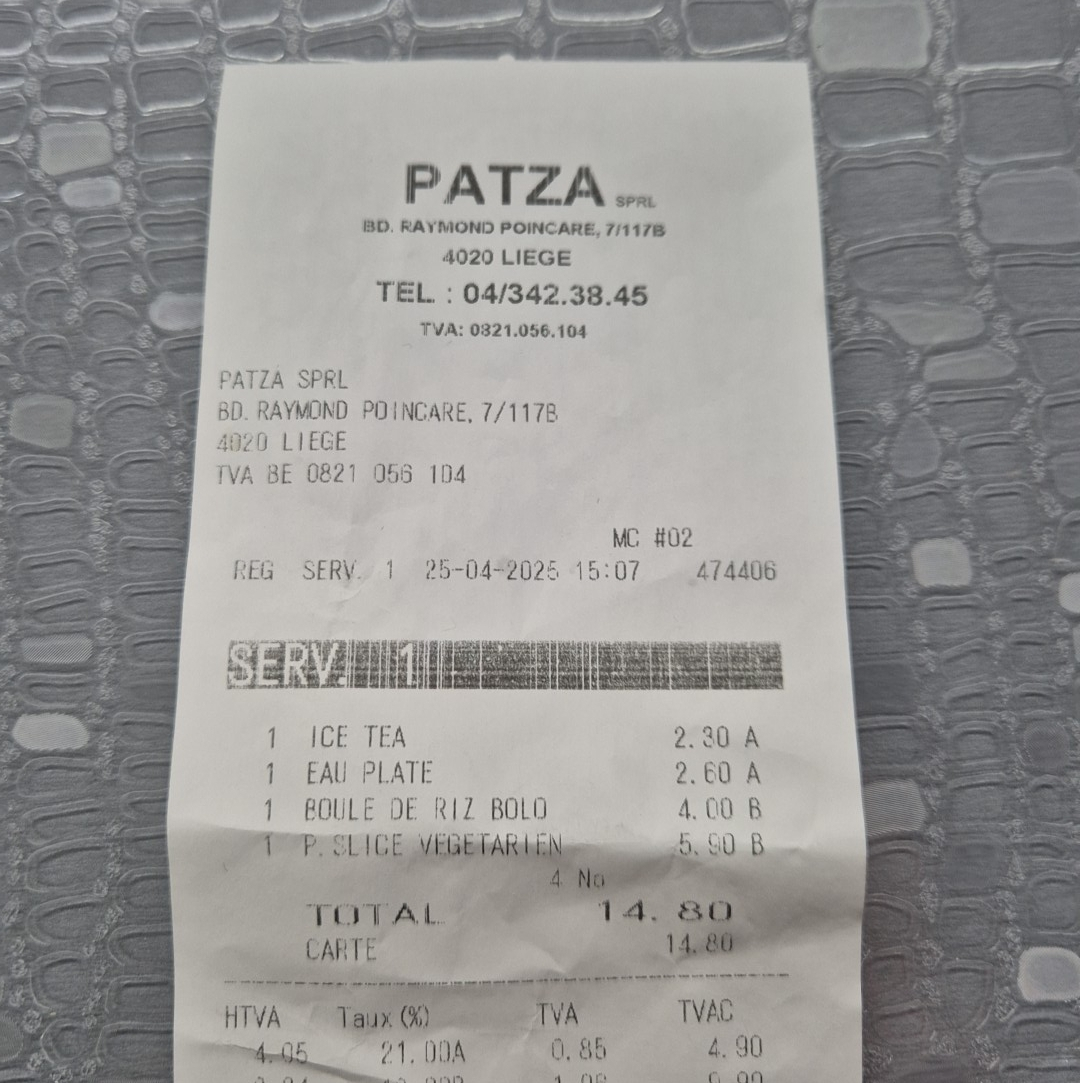 PATZA SPRL
BD. RAYMOND POINCARE, 7/117B
4020 LIEGE
TEL. : 04/342.38.45
TVA: 0821.056.104
PATZA SPRL
BD. RAYMOND POINCARE, 7/117B
4020 LIEGE
TVA BE 0821 056 104
MC #02
REG SERV. 1 25-04-2025 15:07 474406
SERV. 1
1 ICE TEA 2.30 A
1 EAU PLATE 2.60 A
1 BOULE DE RIZ BOLO 4.00 B
1 P. SLICE VEGETARIEN 5.90 B
4 No
TOTAL 14.80
CARTE 14.80
HTVA Taux (%) TVA TVAC
4.05 21.00A 0.85 4.90